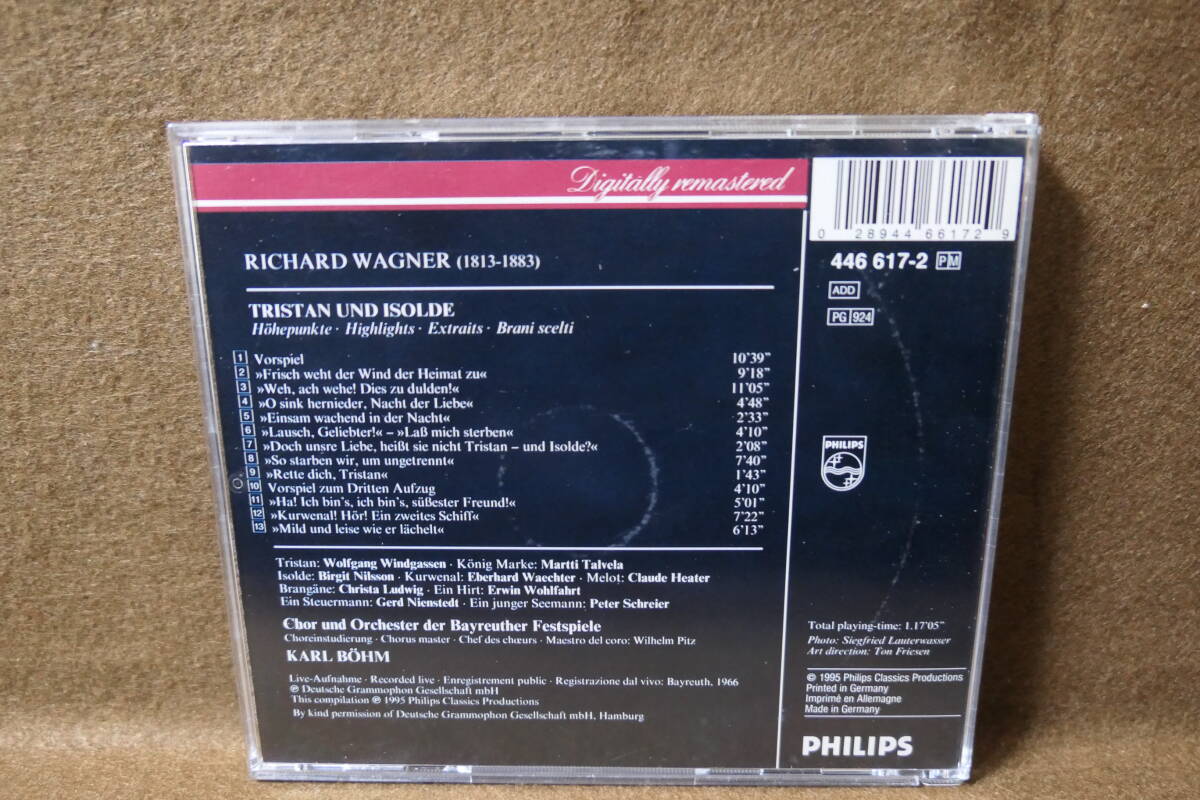 Digitally remastered
0 28944 66172 9
446 617-2 PM
ADD
PG 924
RICHARD WAGNER (1813-1883)
TRISTAN UND ISOLDE
Höhepunkte · Highlights · Extraits · Brani scelti
1 Vorspiel 10'39"
2 »Frisch weht der Wind der Heimat zu« 9'18"
3 »Weh, ach wehe! Dies zu dulden!« 11'05"
4 »O sink hernieder, Nacht der Liebe« 4'48"
5 »Einsam wachend in der Nacht« 2'33"
6 »Lausch, Geliebter!« – »Laß mich sterben« 4'10"
7 »Doch unsre Liebe, heißt sie nicht Tristan – und Isolde?« 2'08"
8 »So starben wir, um ungetrennt« 7'40"
9 »Rette dich, Tristan« 1'43"
10 Vorspiel zum Dritten Aufzug 4'10"
11 »Ha! Ich bin's, ich bin's, süßester Freund!« 5'01"
12 »Kurwenal! Hör! Ein zweites Schiff« 7'22"
13 »Mild und leise wie er lächelt« 6'13"
Tristan: Wolfgang Windgassen · König Marke: Martti Talvela
Isolde: Birgit Nilsson · Kurwenal: Eberhard Waechter · Melot: Claude Heater
Brangäne: Christa Ludwig · Ein Hirt: Erwin Wohlfahrt
Ein Steuermann: Gerd Nienstedt · Ein junger Seemann: Peter Schreier
Chor und Orchester der Bayreuther Festspiele
Choreinstudierung · Chorus master · Chef des chœurs · Maestro del coro: Wilhelm Pitz
KARL BÖHM
Live-Aufnahme · Recorded live · Enregistrement public · Registrazione dal vivo: Bayreuth, 1966
℗ Deutsche Grammophon Gesellschaft mbH
This compilation ℗ 1995 Philips Classics Productions
By kind permission of Deutsche Grammophon Gesellschaft mbH, Hamburg
PHILIPS
Total playing-time: 1.17'05"
Photo: Siegfried Lauterwasser
Art direction: Ton Friesen
© 1995 Philips Classics Productions
Printed in Germany
Imprimé en Allemagne
Made in Germany
PHILIPS